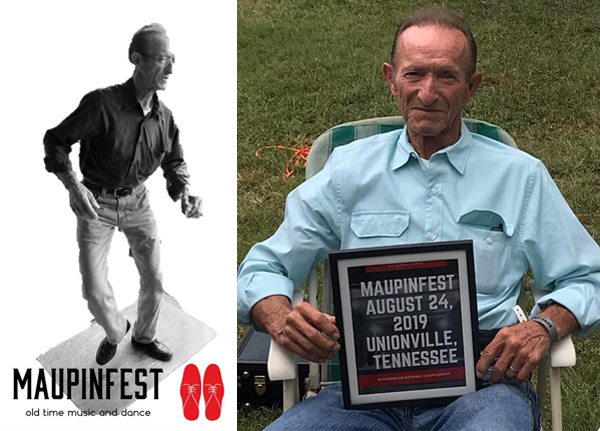 MAUPINFEST
old time music and dance
MAUPINFEST
AUGUST 24,
2019
UNIONVILLE,
TENNESSEE